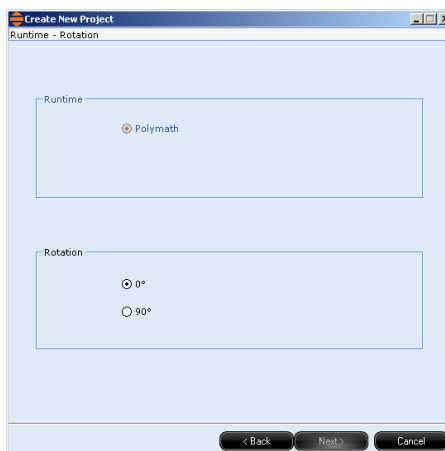 Create New Project
Runtime - Rotation
Runtime
Polymath
Rotation
0°
90°
< Back
Next >
Cancel